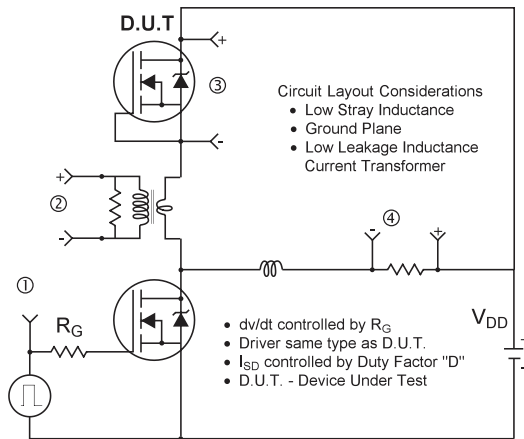 D.U.T
+
③
-
Circuit Layout Considerations
• Low Stray Inductance
• Ground Plane
• Low Leakage Inductance
Current Transformer
+
②
-
④
-
+
①
RG
VDD
• dv/dt controlled by RG
• Driver same type as D.U.T.
• ISD controlled by Duty Factor "D"
• D.U.T. - Device Under Test
+
-